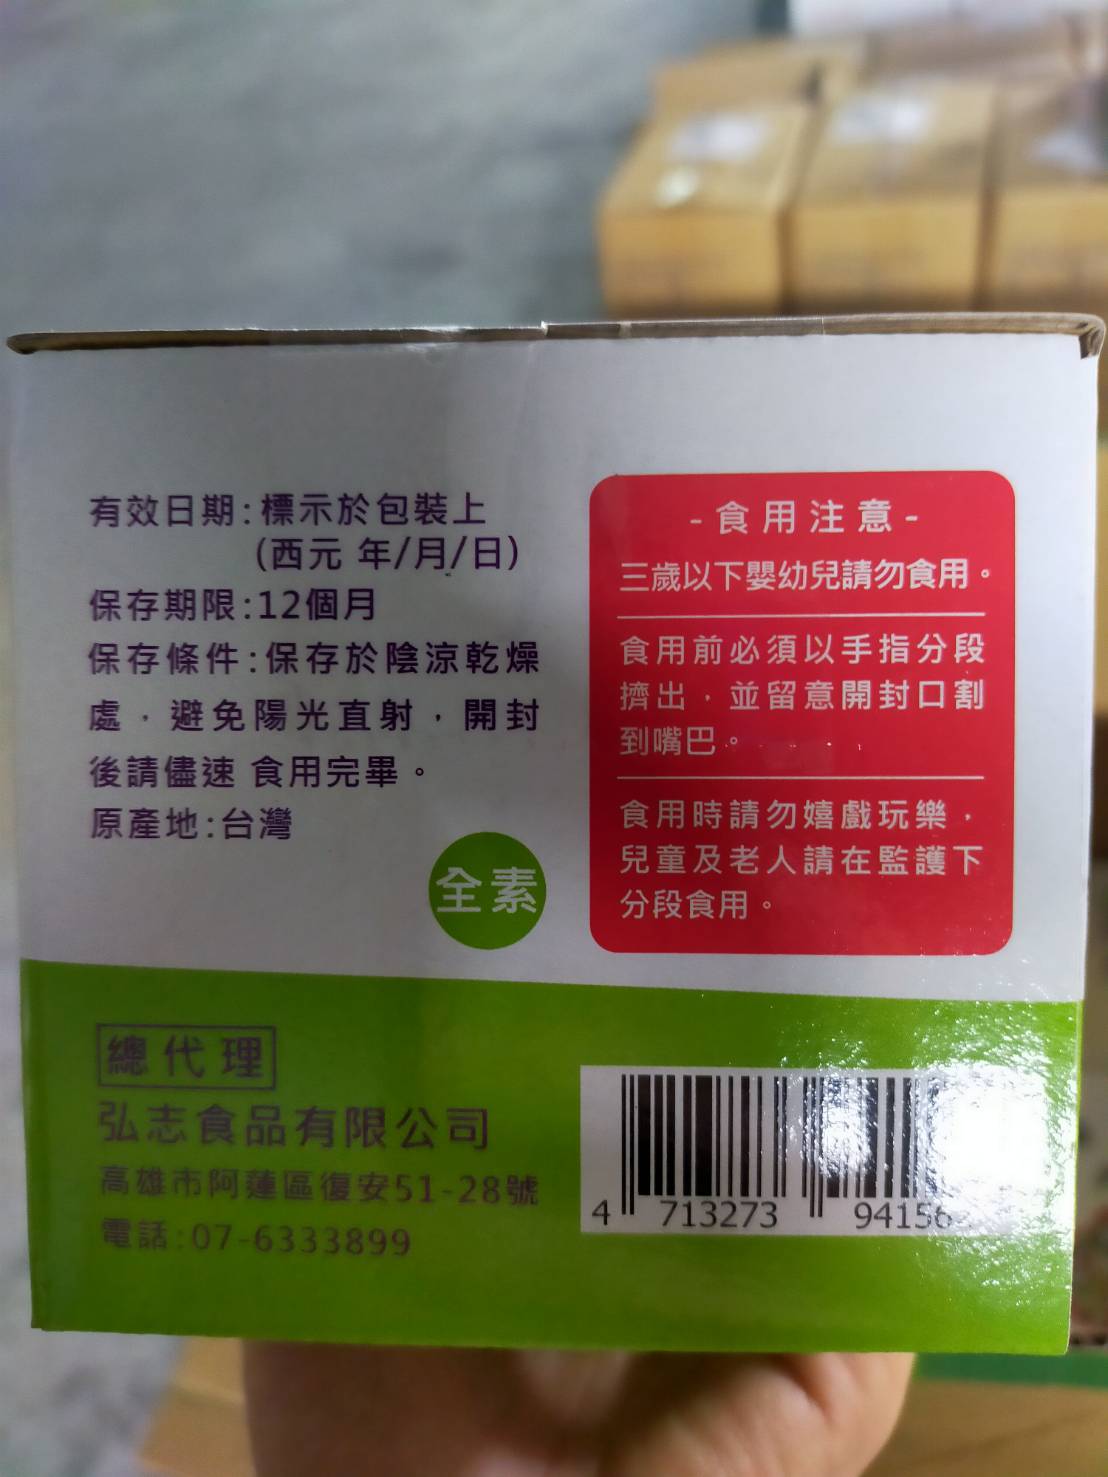 有效日期:標示於包裝上
(西元 年/月/日)
保存期限:12個月
保存條件:保存於陰涼乾燥
處，避免陽光直射，開封
後請儘速 食用完畢。
原產地:台灣
全素
-食用注意-
三歲以下嬰幼兒請勿食用。
食用前必須以手指分段
擠出，並留意開封口割
到嘴巴。
食用時請勿嬉戲玩樂，
兒童及老人請在監護下
分段食用。
總代理
弘志食品有限公司
高雄市阿蓮區復安51-28號
電話:07-6333899
4 713273 94156